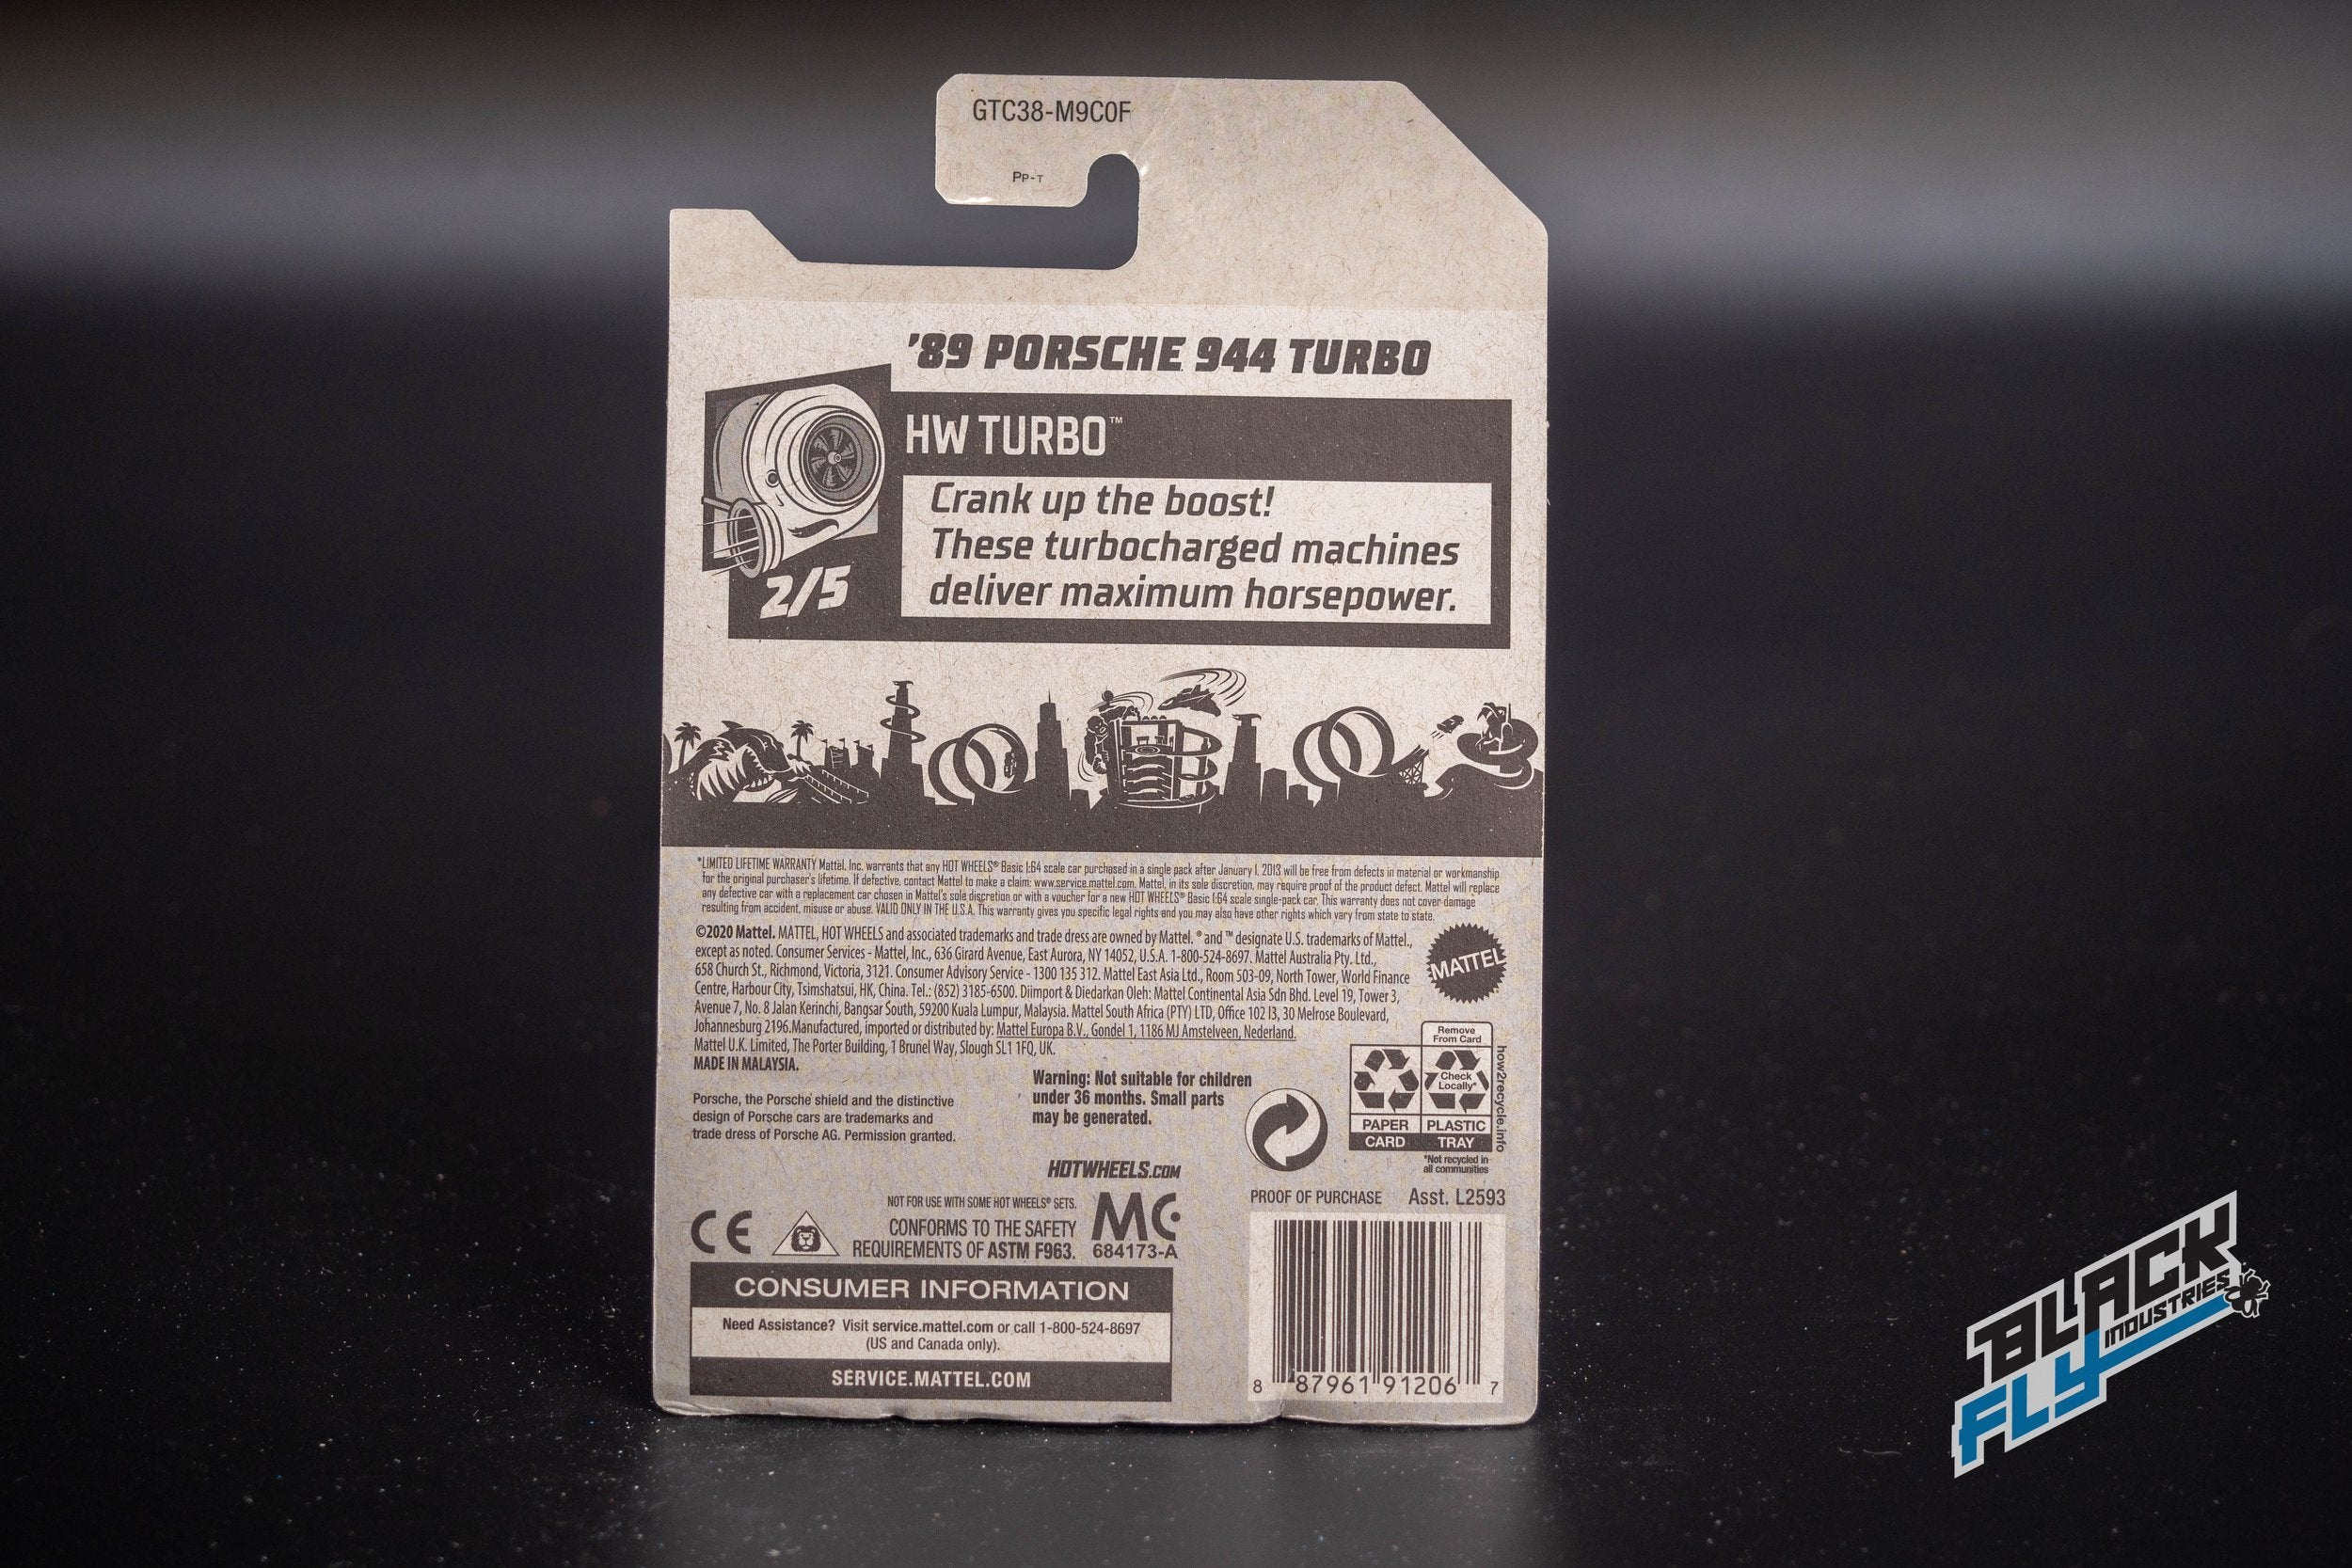 GTC38-M9C0F
PP-T
'89 PORSCHE 944 TURBO
HW TURBO™
Crank up the boost!
These turbocharged machines
deliver maximum horsepower.
2/5
*LIMITED LIFETIME WARRANTY Mattel, Inc. warrants that any HOT WHEELS® Basic 1:64 scale car purchased in a single pack after January 1, 2013 will be free from defects in material or workmanship
for the original purchaser's lifetime. If defective, contact Mattel to make a claim: www.service.mattel.com. Mattel, in its sole discretion, may require proof of the product defect. Mattel will replace
any defective car with a replacement car chosen in Mattel's sole discretion or with a voucher for a new HOT WHEELS® Basic 1:64 scale single-pack car. This warranty does not cover damage
resulting from accident, misuse or abuse. VALID ONLY IN THE U.S.A. This warranty gives you specific legal rights and you may also have other rights which vary from state to state.
©2020 Mattel. MATTEL, HOT WHEELS and associated trademarks and trade dress are owned by Mattel. ® and ™ designate U.S. trademarks of Mattel.,
except as noted. Consumer Services - Mattel, Inc., 636 Girard Avenue, East Aurora, NY 14052, U.S.A. 1-800-524-8697. Mattel Australia Pty. Ltd.,
658 Church St., Richmond, Victoria, 3121. Consumer Advisory Service - 1300 135 312. Mattel East Asia Ltd., Room 503-09, North Tower, World Finance
Centre, Harbour City, Tsimshatsui, HK, China. Tel.: (852) 3185-6500. Diimport & Diedarkan Oleh: Mattel Continental Asia Sdn Bhd. Level 19, Tower 3,
Avenue 7, No. 8 Jalan Kerinchi, Bangsar South, 59200 Kuala Lumpur, Malaysia. Mattel South Africa (PTY) LTD, Office 102 I3, 30 Melrose Boulevard,
Johannesburg 2196.Manufactured, imported or distributed by: Mattel Europa B.V., Gondel 1, 1186 MJ Amstelveen, Nederland.
Mattel U.K. Limited, The Porter Building, 1 Brunel Way, Slough SL1 1FQ, UK.
MADE IN MALAYSIA.
MATTEL
Porsche, the Porsche shield and the distinctive
design of Porsche cars are trademarks and
trade dress of Porsche AG. Permission granted.
Warning: Not suitable for children
under 36 months. Small parts
may be generated.
Remove
From Card
Check
Locally*
PAPER
CARD
PLASTIC
TRAY
*Not recycled in
all communities
how2recycle.info
HOTWHEELS.COM
NOT FOR USE WITH SOME HOT WHEELS® SETS.
CONFORMS TO THE SAFETY
REQUIREMENTS OF ASTM F963.
CE
MC
684173-A
PROOF OF PURCHASE Asst. L2593
8 87961 91206 7
CONSUMER INFORMATION
Need Assistance? Visit service.mattel.com or call 1-800-524-8697
(US and Canada only).
SERVICE.MATTEL.COM
BLACK
FLY
INDUSTRIES